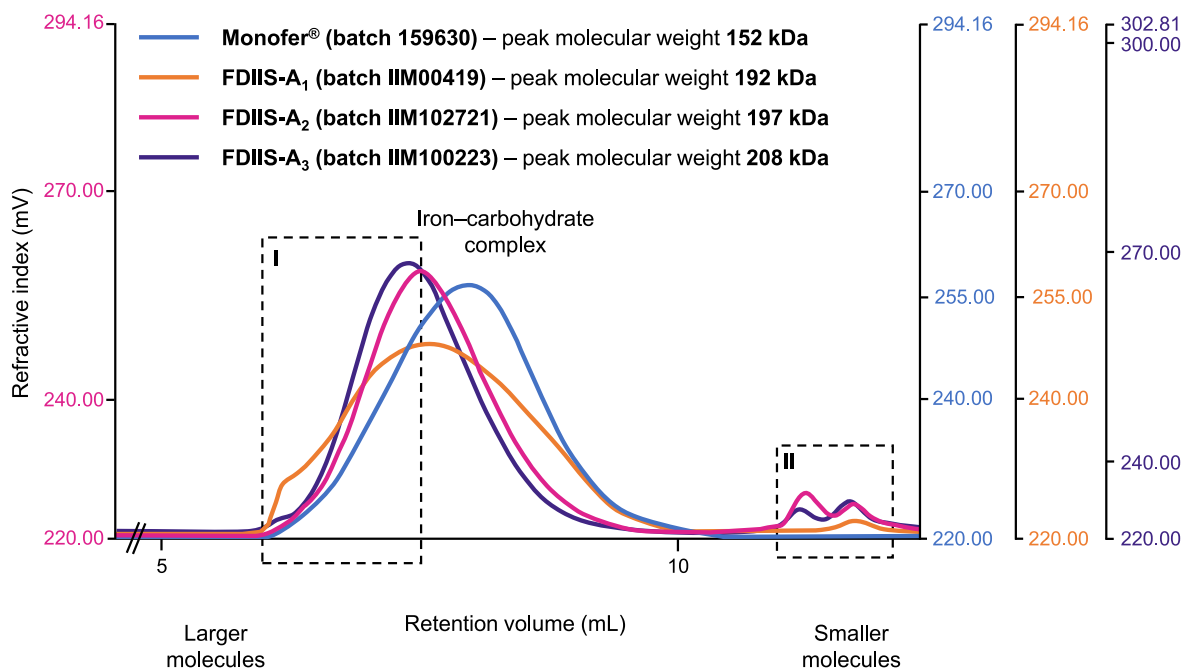 294.16
270.00
240.00
220.00
Refractive index (mV)
Monofer® (batch 159630) – peak molecular weight 152 kDa
FDIIS-A₁ (batch IIM00419) – peak molecular weight 192 kDa
FDIIS-A₂ (batch IIM102721) – peak molecular weight 197 kDa
FDIIS-A₃ (batch IIM100223) – peak molecular weight 208 kDa
I
Iron–carbohydrate
complex
II
294.16
270.00
255.00
240.00
220.00
294.16
270.00
255.00
240.00
220.00
302.81
300.00
270.00
240.00
220.00
5
10
Retention volume (mL)
Larger
molecules
Smaller
molecules